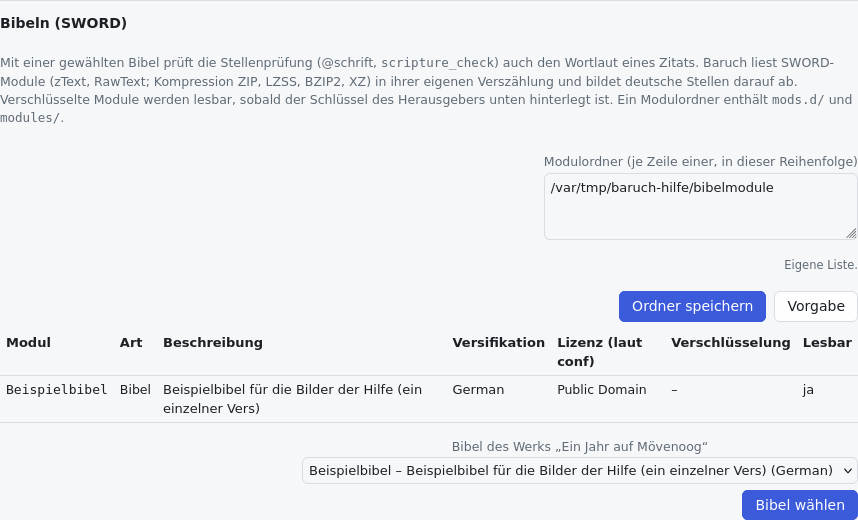 Bibeln (SWORD)
Mit einer gewählten Bibel prüft die Stellenprüfung (@schrift, scripture_check) auch den Wortlaut eines Zitats. Baruch liest SWORD-
Module (zText, RawText; Kompression ZIP, LZSS, BZIP2, XZ) in ihrer eigenen Verszählung und bildet deutsche Stellen darauf ab.
Verschlüsselte Module werden lesbar, sobald der Schlüssel des Herausgebers unten hinterlegt ist. Ein Modulordner enthält mods.d/ und
modules/.
Modulordner (je Zeile einer, in dieser Reihenfolge)
/var/tmp/baruch-hilfe/bibelmodule
Eigene Liste.
Ordner speichern Vorgabe
Modul Art Beschreibung Versifikation Lizenz (laut Verschlüsselung Lesbar
conf)
Beispielbibel Bibel Beispielbibel für die Bilder der Hilfe (ein German Public Domain – ja
einzelner Vers)
Bibel des Werks „Ein Jahr auf Mövenoog“
Beispielbibel – Beispielbibel für die Bilder der Hilfe (ein einzelner Vers) (German)
Bibel wählen